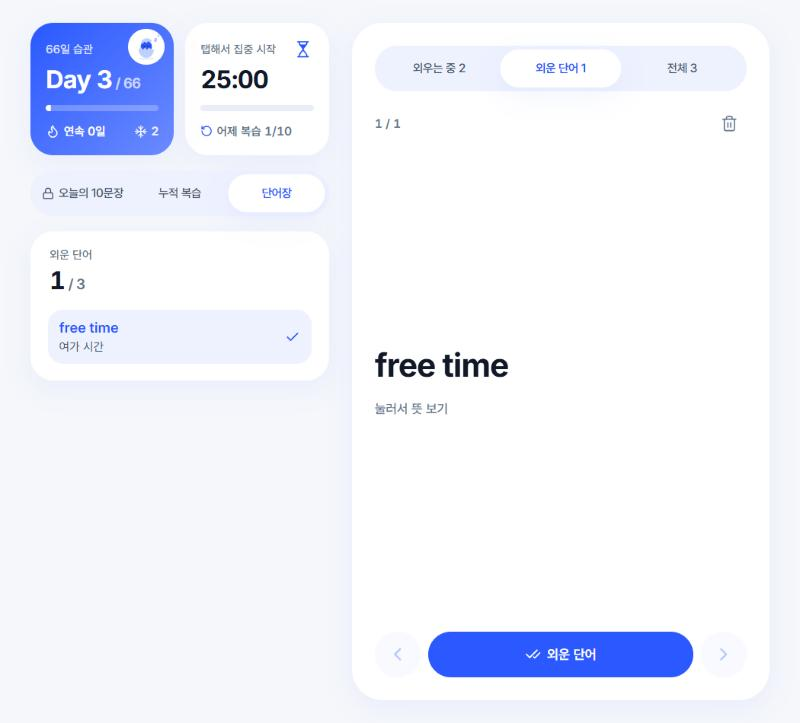 66일 습관
Day 3 / 66
연속 0일
2
탭해서 집중 시작
25:00
어제 복습 1/10
오늘의 10문장
누적 복습
단어장
외운 단어
1 / 3
free time
여가 시간
외우는 중 2
외운 단어 1
전체 3
1 / 1
free time
눌러서 뜻 보기
외운 단어